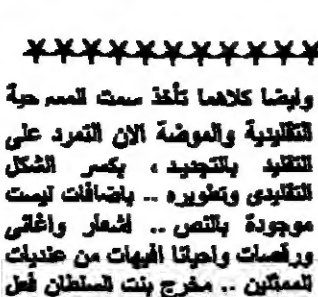 وايضا كلاهما تأخذ سمت المسرحية
التقليدية والموضة الان التمرد على
التقليد بالتجديد ، بكسر الشكل
التقليدى وتطويره .. باضافات ليست
موجودة بالنص .. اشعار واغانى
ورقصات واحيانا افيهات من عنديات
الممثلين .. مخرج بنت السلطان فعل